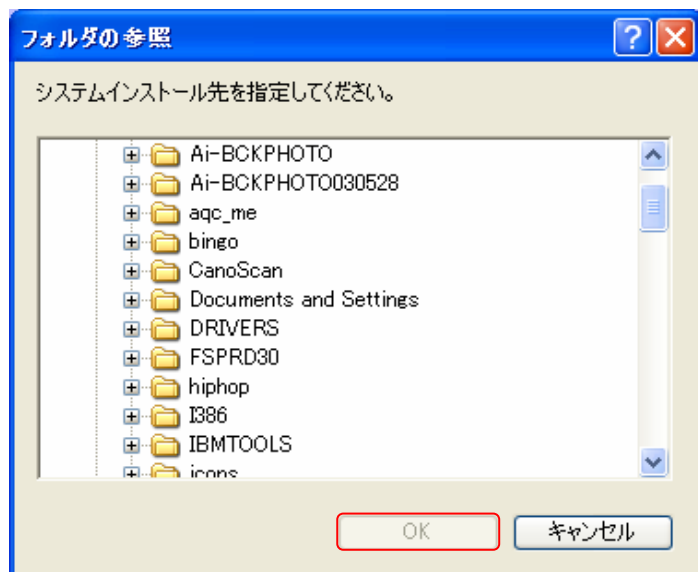 フォルダの参照
システムインストール先を指定してください。
Ai-BCKPHOTO
Ai-BCKPHOTO030528
aqc_me
bingo
CanoScan
Documents and Settings
DRIVERS
FSPRD30
hiphop
I386
IBMTOOLS
icons
OK キャンセル